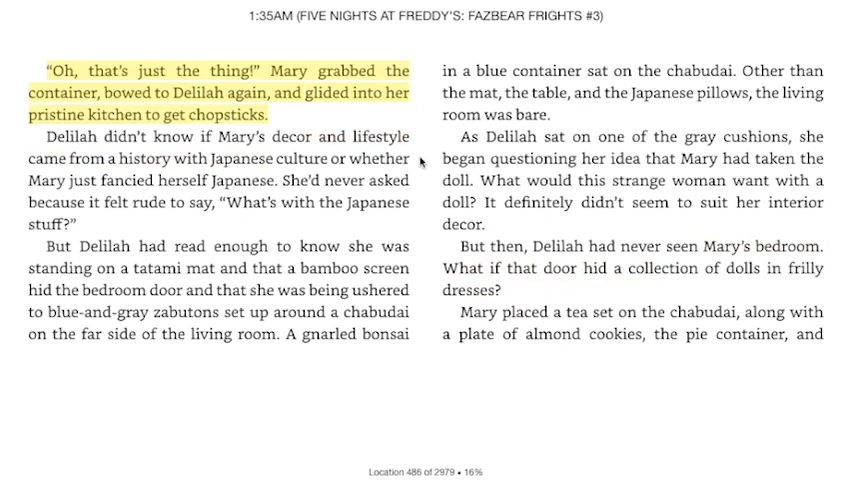 1:35AM (FIVE NIGHTS AT FREDDY'S: FAZBEAR FRIGHTS #3)
“Oh, that’s just the thing!” Mary grabbed the
container, bowed to Delilah again, and glided into her
pristine kitchen to get chopsticks.
Delilah didn’t know if Mary’s decor and lifestyle
came from a history with Japanese culture or whether
Mary just fancied herself Japanese. She’d never asked
because it felt rude to say, “What’s with the Japanese
stuff?”
But Delilah had read enough to know she was
standing on a tatami mat and that a bamboo screen
hid the bedroom door and that she was being ushered
to blue-and-gray zabutons set up around a chabudai
on the far side of the living room. A gnarled bonsai
in a blue container sat on the chabudai. Other than
the mat, the table, and the Japanese pillows, the living
room was bare.
As Delilah sat on one of the gray cushions, she
began questioning her idea that Mary had taken the
doll. What would this strange woman want with a
doll? It definitely didn’t seem to suit her interior
decor.
But then, Delilah had never seen Mary’s bedroom.
What if that door hid a collection of dolls in frilly
dresses?
Mary placed a tea set on the chabudai, along with
a plate of almond cookies, the pie container, and
Location 486 of 2979 • 16%